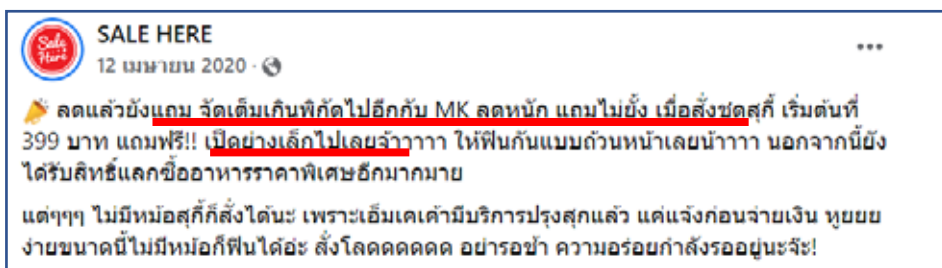 SALE HERE
Sale Here
12 เมษายน 2020
ลดแล้วยังแถม จัดเต็มเกินพิกัดไปอีกกับ MK ลดหนัก แถมไม่ยั้ง เมื่อสั่งชุดสุกี้ เริ่มต้นที่
399 บาท แถมฟรี!! เป็ดย่างเล็กไปเลยจ้าาาาา ให้ฟินกันแบบถ้วนหน้าเลยน้าาาา นอกจากนี้ยัง
ได้รับสิทธิ์แลกซื้ออาหารราคาพิเศษอีกมากมาย
แต่ๆๆๆ ไม่มีหม้อสุกี้ก็สั่งได้นะ เพราะเอ็มเคเค้ามีบริการปรุงสุกแล้ว แค่แจ้งก่อนจ่ายเงิน หูยยย
ง่ายขนาดนี้ไม่มีหม้อก็ฟินได้อ่ะ สั่งโลดดดดดด อย่ารอช้า ความอร่อยกำลังรออยู่นะจ๊ะ!